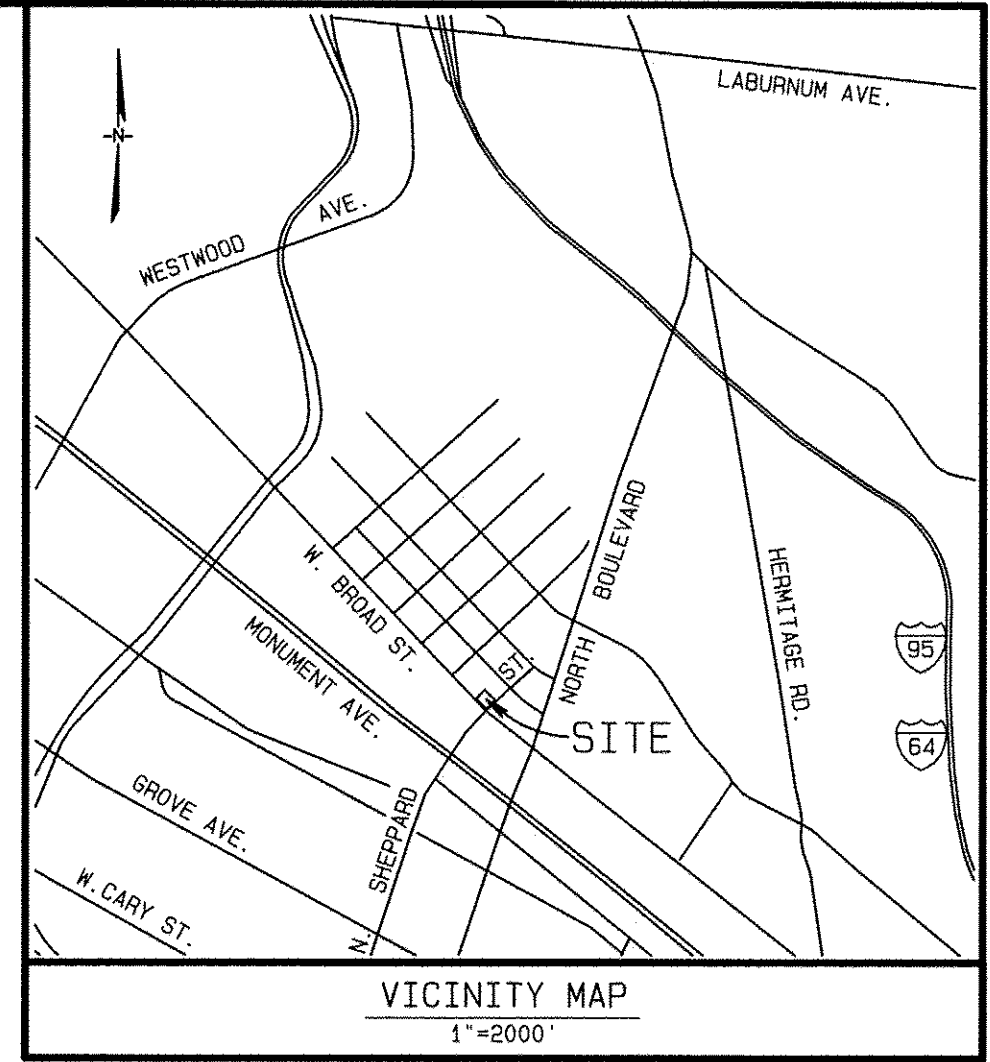 LABURNUM AVE.
-N-
WESTWOOD AVE.
W. BROAD ST.
BOULEVARD
NORTH
HERMITAGE RD.
95
MONUMENT AVE.
ST.
SITE
64
GROVE AVE.
SHEPPARD
N.
W. CARY ST.
VICINITY MAP
1"=2000'